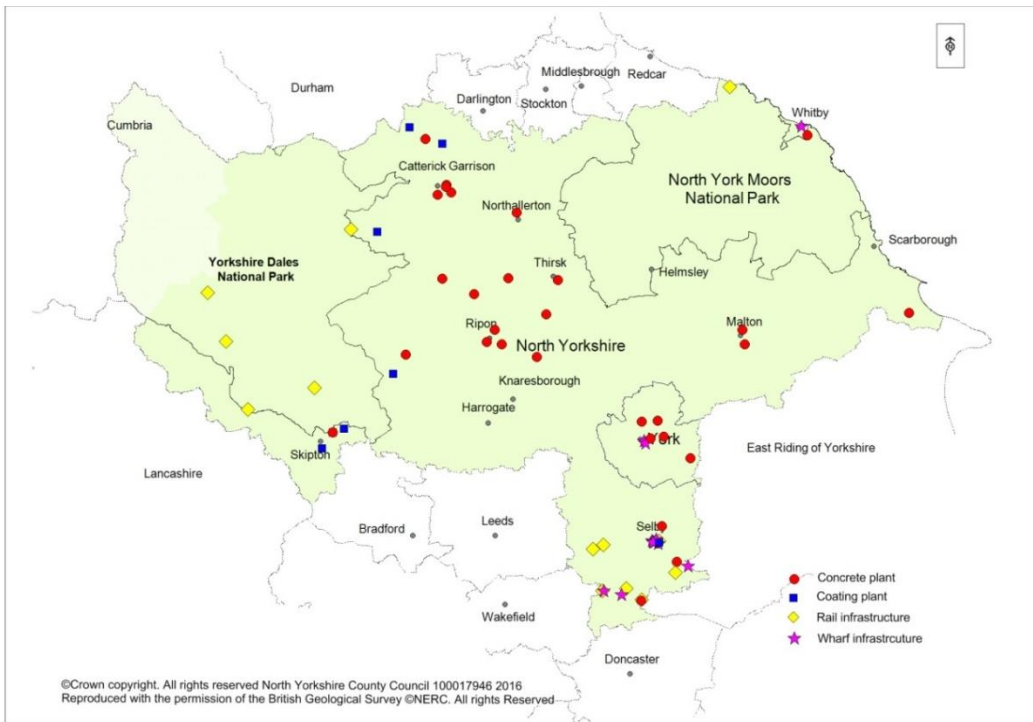 N
Middlesbrough
Redcar
Durham
Darlington
Stockton
Cumbria
Whitby
Catterick Garrison
North York Moors
National Park
Northallerton
Scarborough
Yorkshire Dales
National Park
Thirsk
Helmsley
Ripon
Malton
North Yorkshire
Knaresborough
Harrogate
York
East Riding of Yorkshire
Skipton
Lancashire
Bradford
Leeds
Selby
Concrete plant
Coating plant
Rail infrastructure
Wharf infrastrcuture
Wakefield
Doncaster
©Crown copyright. All rights reserved North Yorkshire County Council 100017946 2016
Reproduced with the permission of the British Geological Survey ©NERC. All rights Reserved